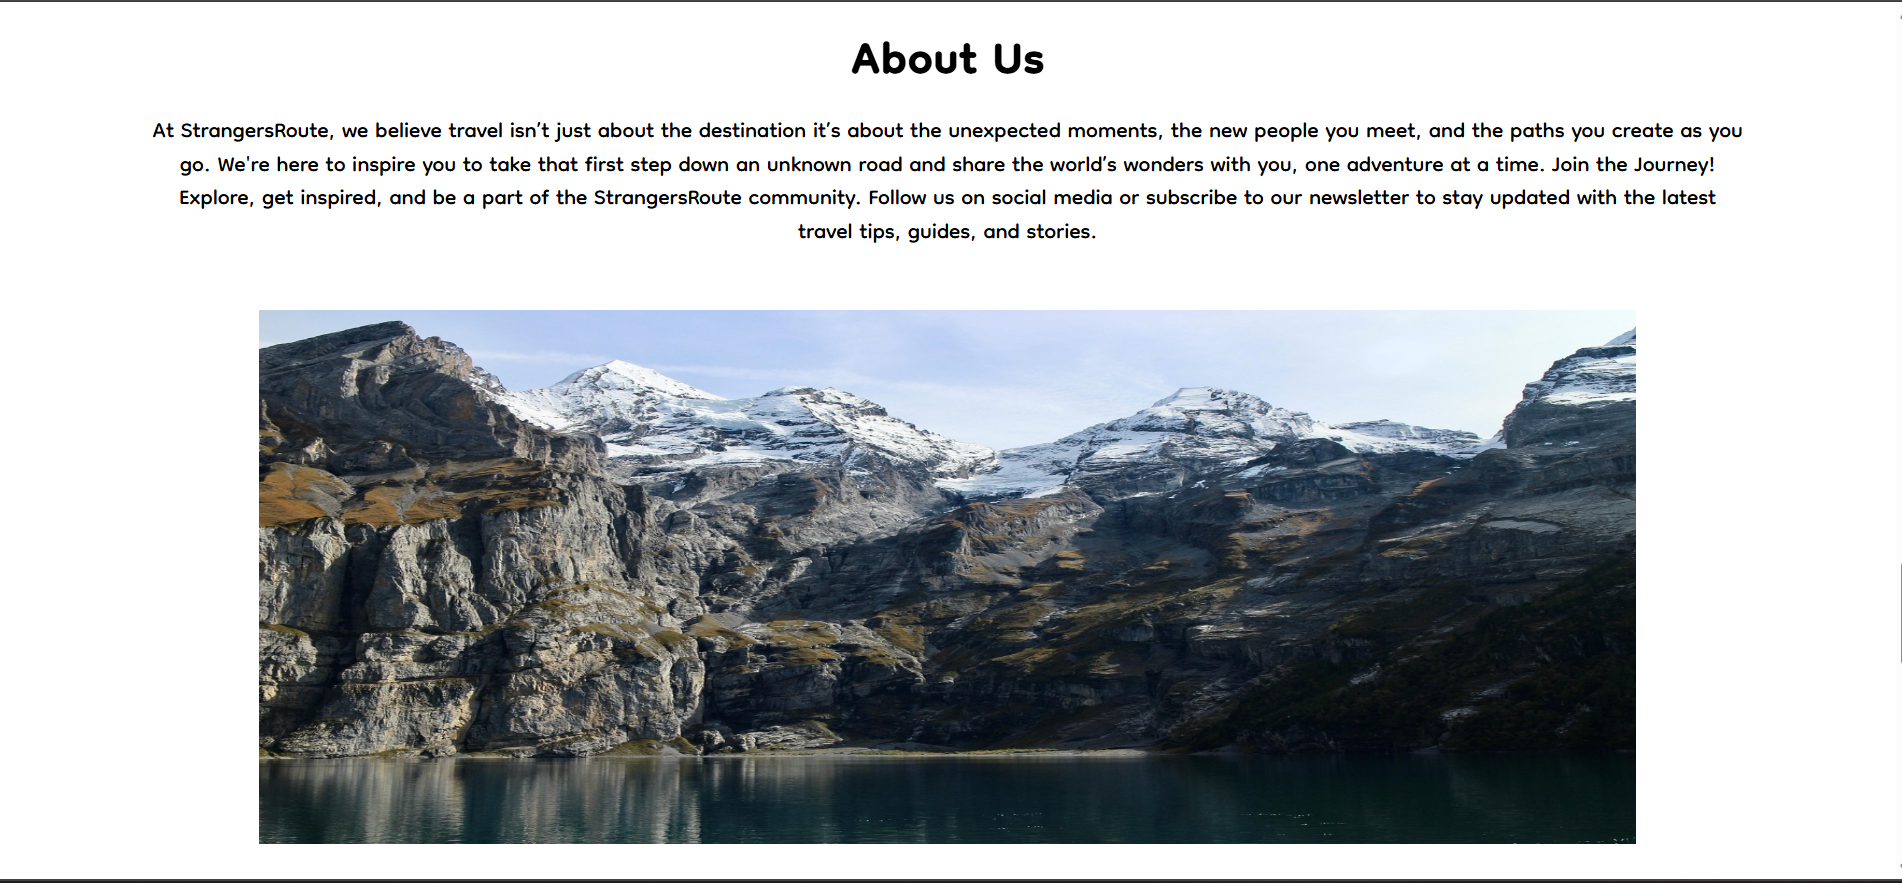 About Us
At StrangersRoute, we believe travel isn’t just about the destination it’s about the unexpected moments, the new people you meet, and the paths you create as you
go. We're here to inspire you to take that first step down an unknown road and share the world’s wonders with you, one adventure at a time. Join the Journey!
Explore, get inspired, and be a part of the StrangersRoute community. Follow us on social media or subscribe to our newsletter to stay updated with the latest
travel tips, guides, and stories.